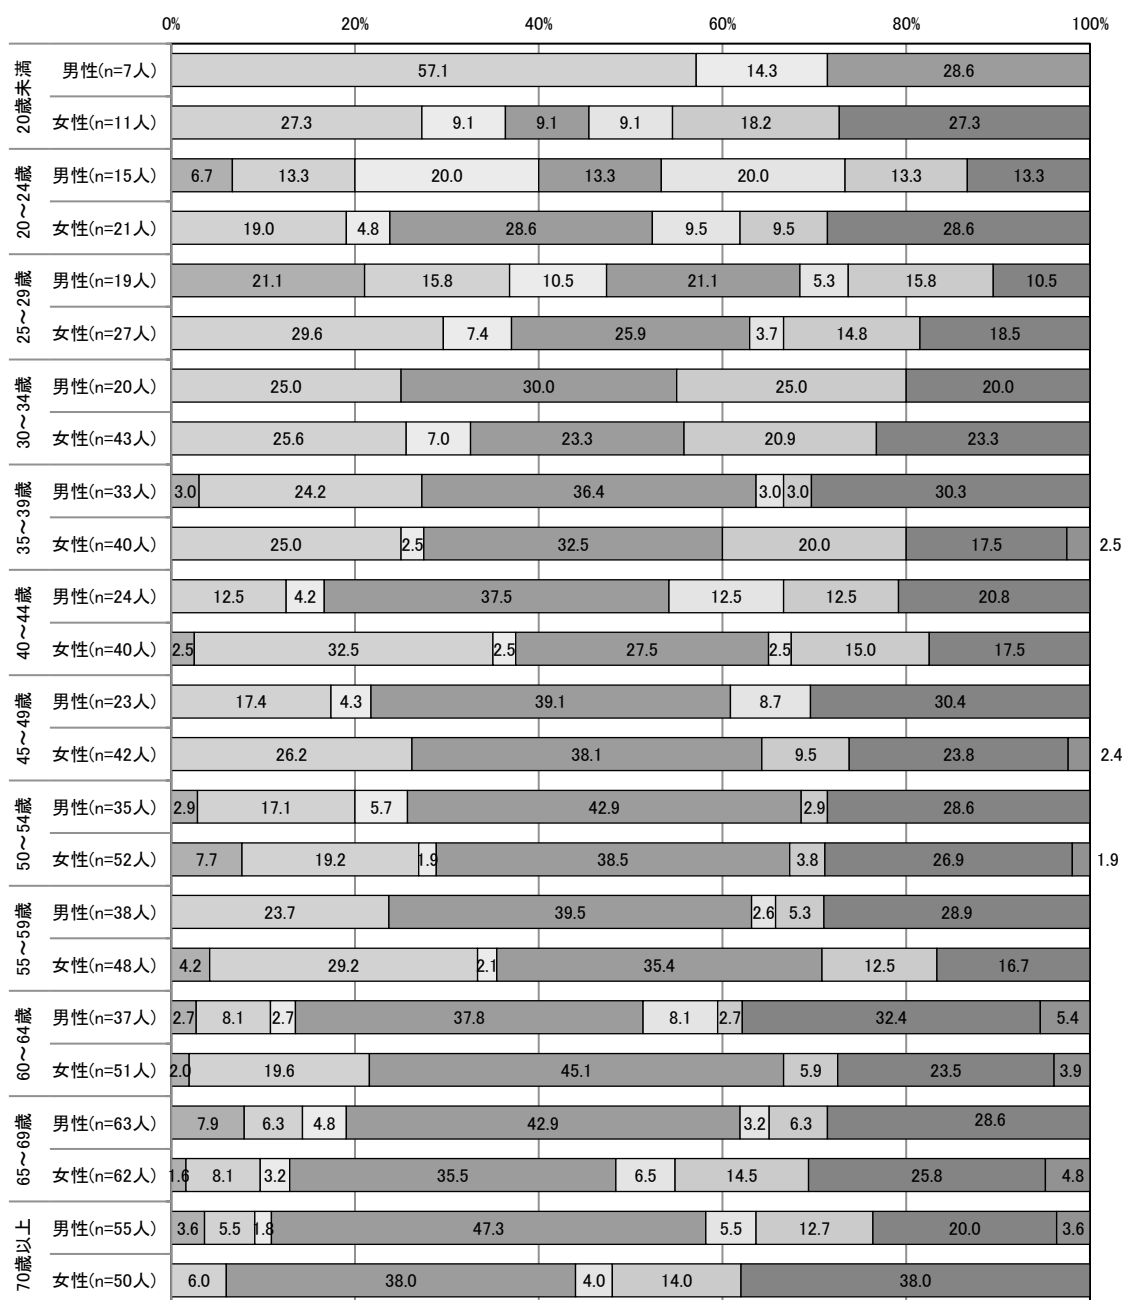 0% 20% 40% 60% 80% 100%
20歳未満
男性(n=7人) 57.1 14.3 28.6
女性(n=11人) 27.3 9.1 9.1 9.1 18.2 27.3
20~24歳
男性(n=15人) 6.7 13.3 20.0 13.3 20.0 13.3 13.3
女性(n=21人) 19.0 4.8 28.6 9.5 9.5 28.6
25~29歳
男性(n=19人) 21.1 15.8 10.5 21.1 5.3 15.8 10.5
女性(n=27人) 29.6 7.4 25.9 3.7 14.8 18.5
30~34歳
男性(n=20人) 25.0 30.0 25.0 20.0
女性(n=43人) 25.6 7.0 23.3 20.9 23.3
35~39歳
男性(n=33人) 3.0 24.2 36.4 3.0 3.0 30.3
女性(n=40人) 25.0 2.5 32.5 20.0 17.5 2.5
40~44歳
男性(n=24人) 12.5 4.2 37.5 12.5 12.5 20.8
女性(n=40人) 2.5 32.5 2.5 27.5 2.5 15.0 17.5
45~49歳
男性(n=23人) 17.4 4.3 39.1 8.7 30.4
女性(n=42人) 26.2 38.1 9.5 23.8 2.4
50~54歳
男性(n=35人) 2.9 17.1 5.7 42.9 2.9 28.6
女性(n=52人) 7.7 19.2 1.9 38.5 3.8 26.9 1.9
55~59歳
男性(n=38人) 23.7 39.5 2.6 5.3 28.9
女性(n=48人) 4.2 29.2 2.1 35.4 12.5 16.7
60~64歳
男性(n=37人) 2.7 8.1 2.7 37.8 8.1 2.7 32.4 5.4
女性(n=51人) 2.0 19.6 45.1 5.9 23.5 3.9
65~69歳
男性(n=63人) 7.9 6.3 4.8 42.9 3.2 6.3 28.6
女性(n=62人) 1.6 8.1 3.2 35.5 6.5 14.5 25.8 4.8
70歳以上
男性(n=55人) 3.6 5.5 1.8 47.3 5.5 12.7 20.0 3.6
女性(n=50人) 6.0 38.0 4.0 14.0 38.0